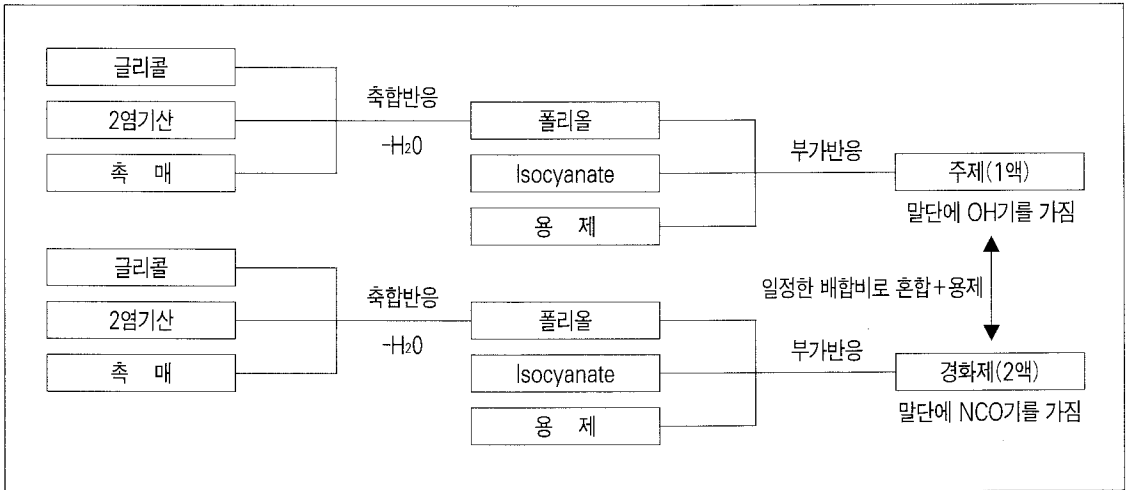 글리콜
2염기산
촉 매
축합반응
-H₂O
폴리올
Isocyanate
용 제
부가반응
주제(1액)
말단에 OH기를 가짐
일정한 배합비로 혼합+용제
글리콜
2염기산
촉 매
축합반응
-H₂O
폴리올
Isocyanate
용 제
부가반응
경화제(2액)
말단에 NCO기를 가짐